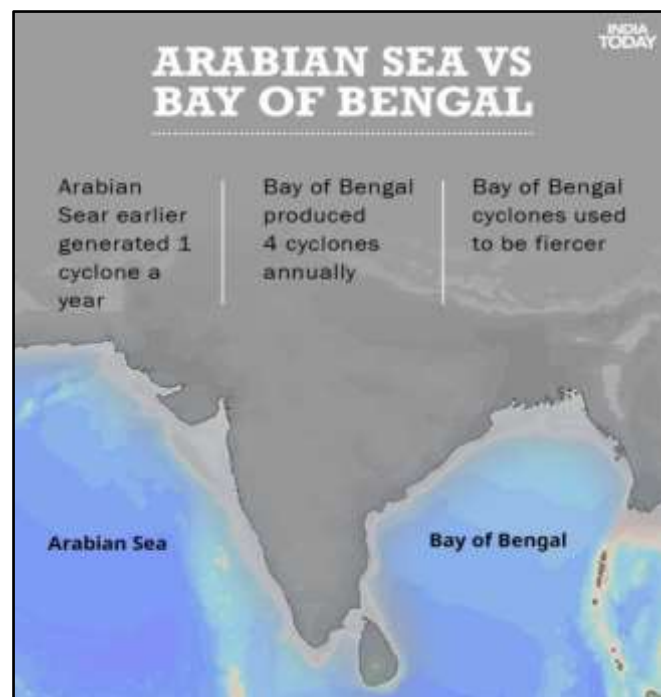 INDIA
TODAY
ARABIAN SEA VS
BAY OF BENGAL
Arabian
Sear earlier
generated 1
cyclone a
year
Bay of Bengal
produced
4 cyclones
annually
Bay of Bengal
cyclones used
to be fiercer
Arabian Sea
Bay of Bengal